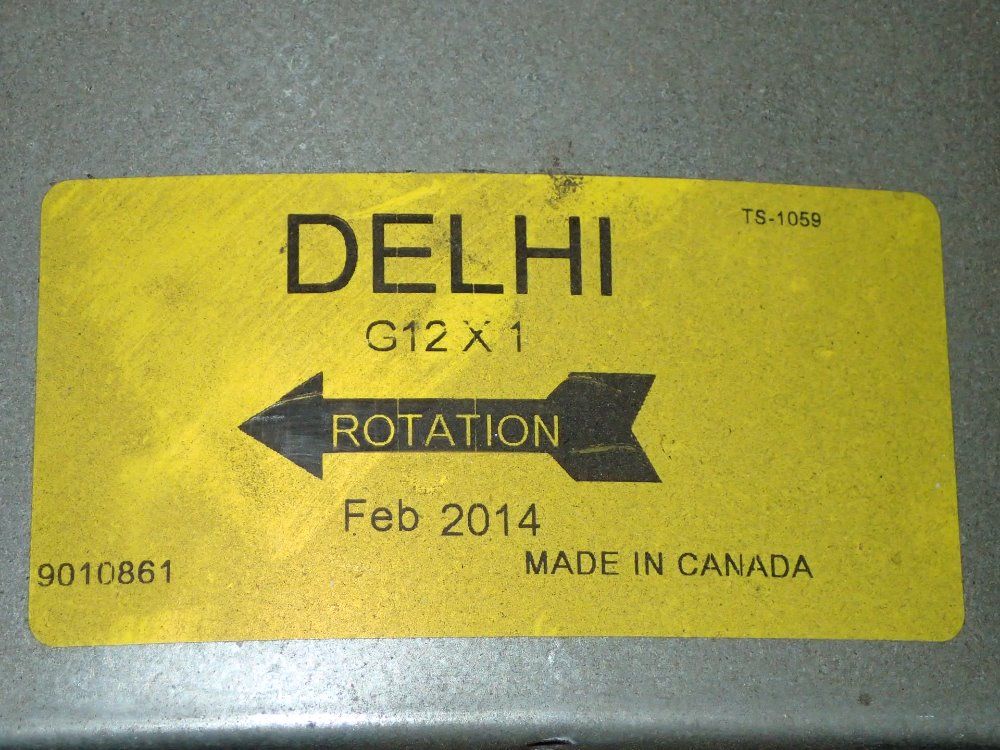 DELHI
TS-1059
G12 X 1
ROTATION
Feb 2014
9010861
MADE IN CANADA